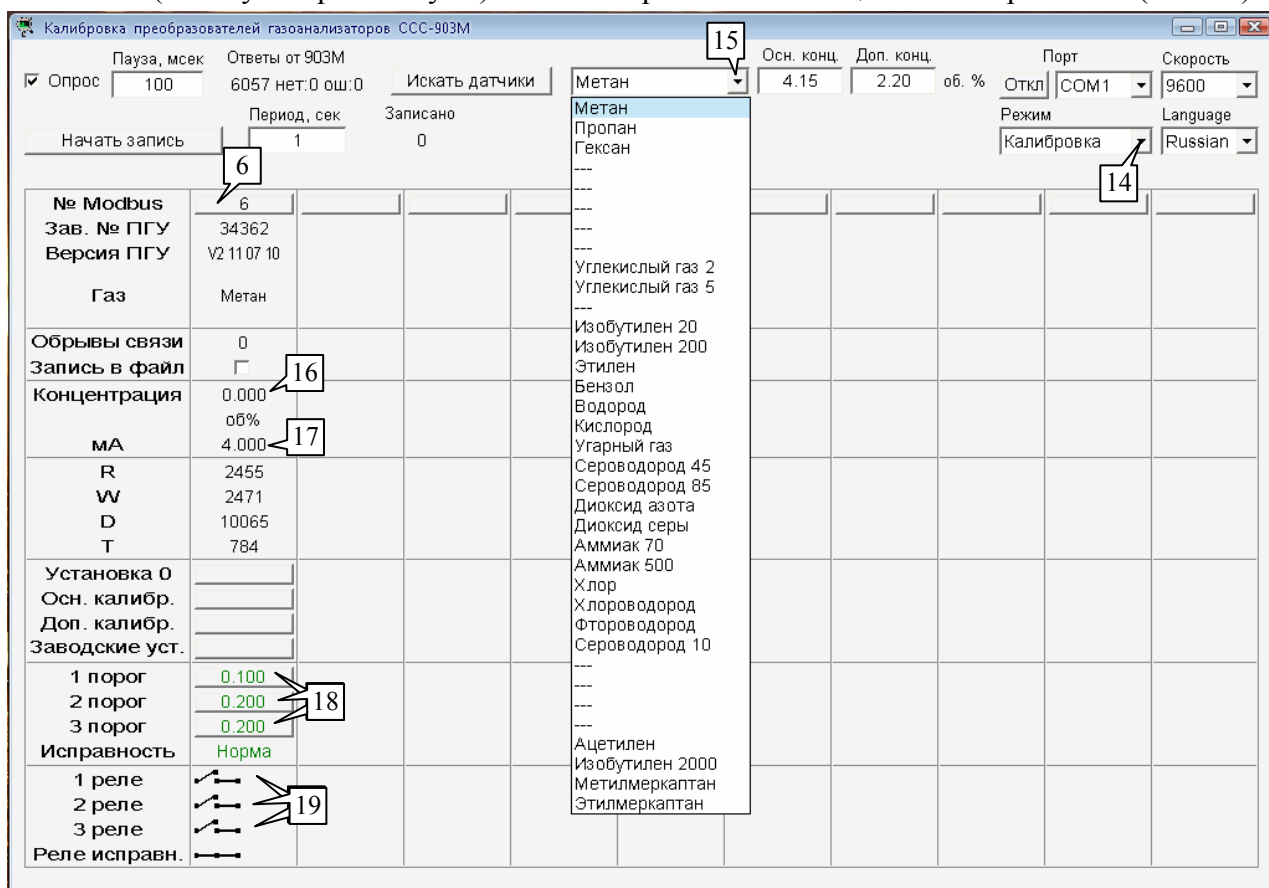 Калибровка преобразователей газоанализаторов ССС-903М
15
Пауза, мсек Ответы от 903М Осн. конц. Доп. конц. Порт Скорость
Опрос 100 6057 нет:0 ош:0 Искать датчики Метан 4.15 2.20 об. % Откл COM1 9600
Период, сек Записано Режим Language
Начать запись 1 0 Калибровка Russian
6
14
Метан
Пропан
Гексан
---
---
---
---
---
Углекислый газ 2
Углекислый газ 5
---
Изобутилен 20
Изобутилен 200
Этилен
Бензол
Водород
Кислород
Угарный газ
Сероводород 45
Сероводород 85
Диоксид азота
Диоксид серы
Аммиак 70
Аммиак 500
Хлор
Хлороводород
Фтороводород
Сероводород 10
---
---
---
---
Ацетилен
Изобутилен 2000
Метилмеркаптан
Этилмеркаптан
№ Modbus 6
Зав. № ПГУ 34362
Версия ПГУ V2 11 07 10
Газ Метан
Обрывы связи 0
Запись в файл
16
Концентрация 0.000
об%
17
мА 4.000
R 2455
W 2471
D 10065
T 784
Установка 0
Осн. калибр.
Доп. калибр.
Заводские уст.
1 порог 0.100
2 порог 0.200
18
3 порог 0.200
Исправность Норма
1 реле
2 реле
19
3 реле
Реле исправн.